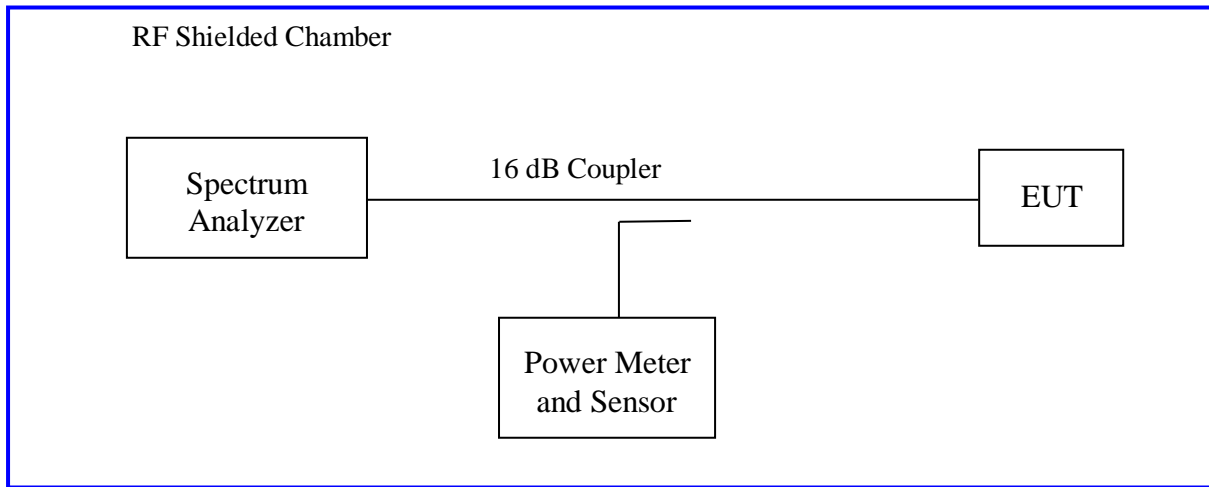 RF Shielded Chamber
16 dB Coupler
Spectrum
Analyzer
EUT
Power Meter
and Sensor